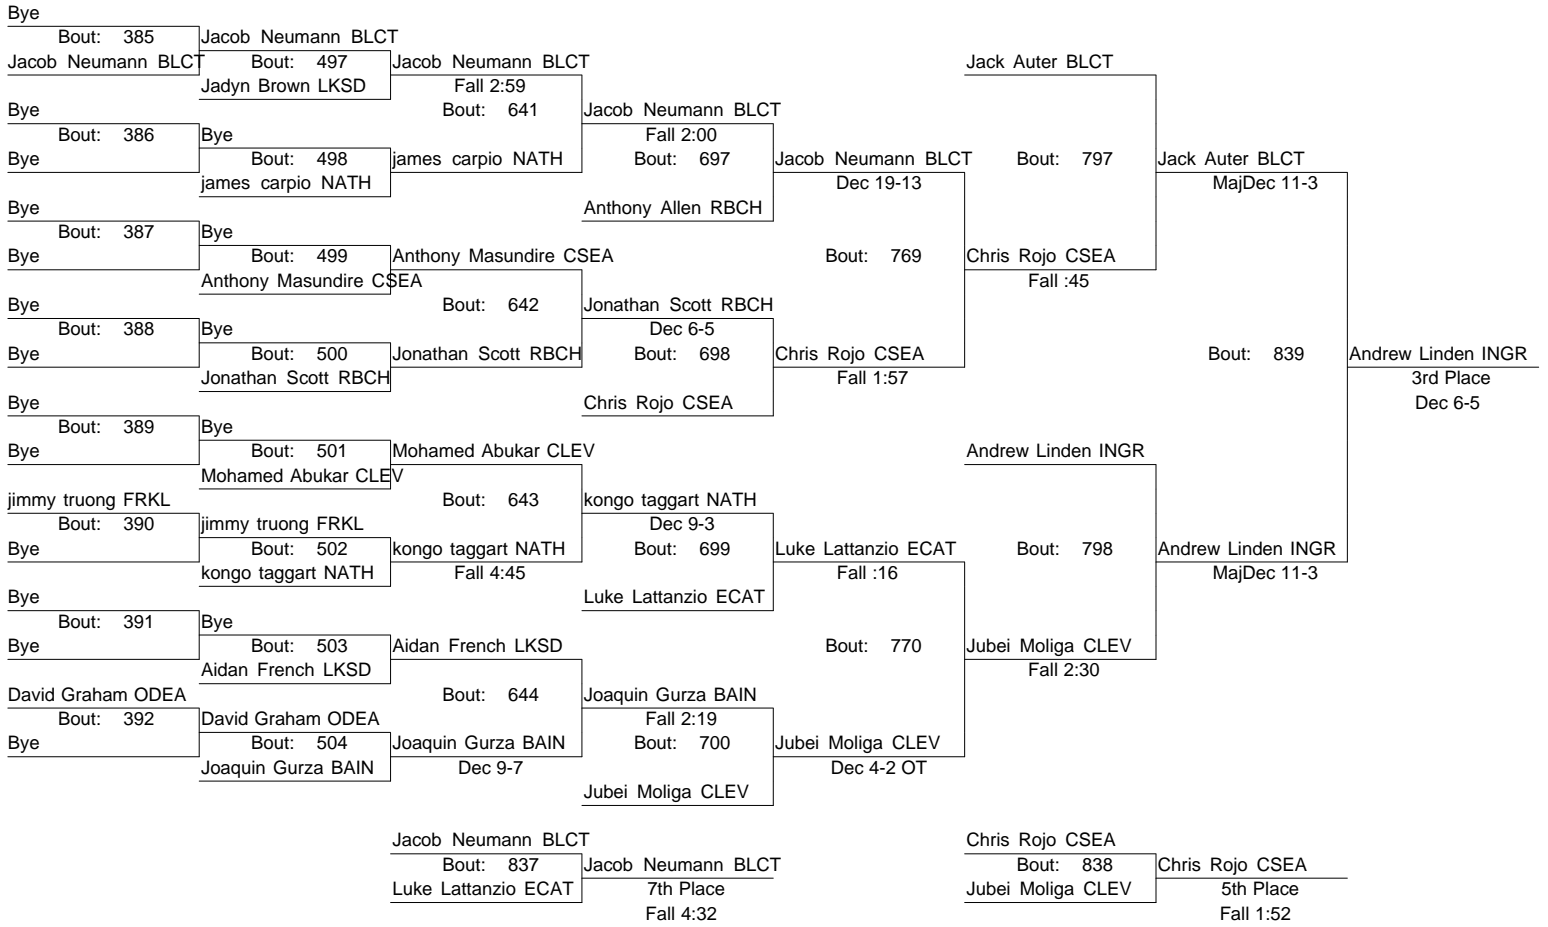 Bye
Bout: 385 Jacob Neumann BLCT
Jacob Neumann BLCT Bout: 497 Jacob Neumann BLCT Jack Auter BLCT
Jadyn Brown LKSD Fall 2:59
Bye Bout: 641 Jacob Neumann BLCT
Bout: 386 Bye Fall 2:00
Bye Bout: 498 james carpio NATH Bout: 697 Jacob Neumann BLCT Bout: 797 Jack Auter BLCT
james carpio NATH Dec 19-13 MajDec 11-3
Bye Anthony Allen RBCH
Bout: 387 Bye
Bye Bout: 499 Anthony Masundire CSEA Bout: 769 Chris Rojo CSEA
Anthony Masundire CSEA Fall :45
Bye Bout: 642 Jonathan Scott RBCH
Bout: 388 Bye Dec 6-5
Bye Bout: 500 Jonathan Scott RBCH Bout: 698 Chris Rojo CSEA Bout: 839 Andrew Linden INGR
Jonathan Scott RBCH Fall 1:57 3rd Place
Bye Chris Rojo CSEA Dec 6-5
Bout: 389 Bye
Bye Bout: 501 Mohamed Abukar CLEV Andrew Linden INGR
Mohamed Abukar CLEV
jimmy truong FRKL Bout: 643 kongo taggart NATH
Bout: 390 jimmy truong FRKL Dec 9-3
Bye Bout: 502 kongo taggart NATH Bout: 699 Luke Lattanzio ECAT Bout: 798 Andrew Linden INGR
kongo taggart NATH Fall 4:45 Fall :16 MajDec 11-3
Bye Luke Lattanzio ECAT
Bout: 391 Bye
Bye Bout: 503 Aidan French LKSD Bout: 770 Jubei Moliga CLEV
Aidan French LKSD Fall 2:30
David Graham ODEA Bout: 644 Joaquin Gurza BAIN
Bout: 392 David Graham ODEA Fall 2:19
Bye Bout: 504 Joaquin Gurza BAIN Bout: 700 Jubei Moliga CLEV
Joaquin Gurza BAIN Dec 9-7 Dec 4-2 OT
Jubei Moliga CLEV
Jacob Neumann BLCT Chris Rojo CSEA
Bout: 837 Jacob Neumann BLCT Bout: 838 Chris Rojo CSEA
Luke Lattanzio ECAT 7th Place Jubei Moliga CLEV 5th Place
Fall 4:32 Fall 1:52